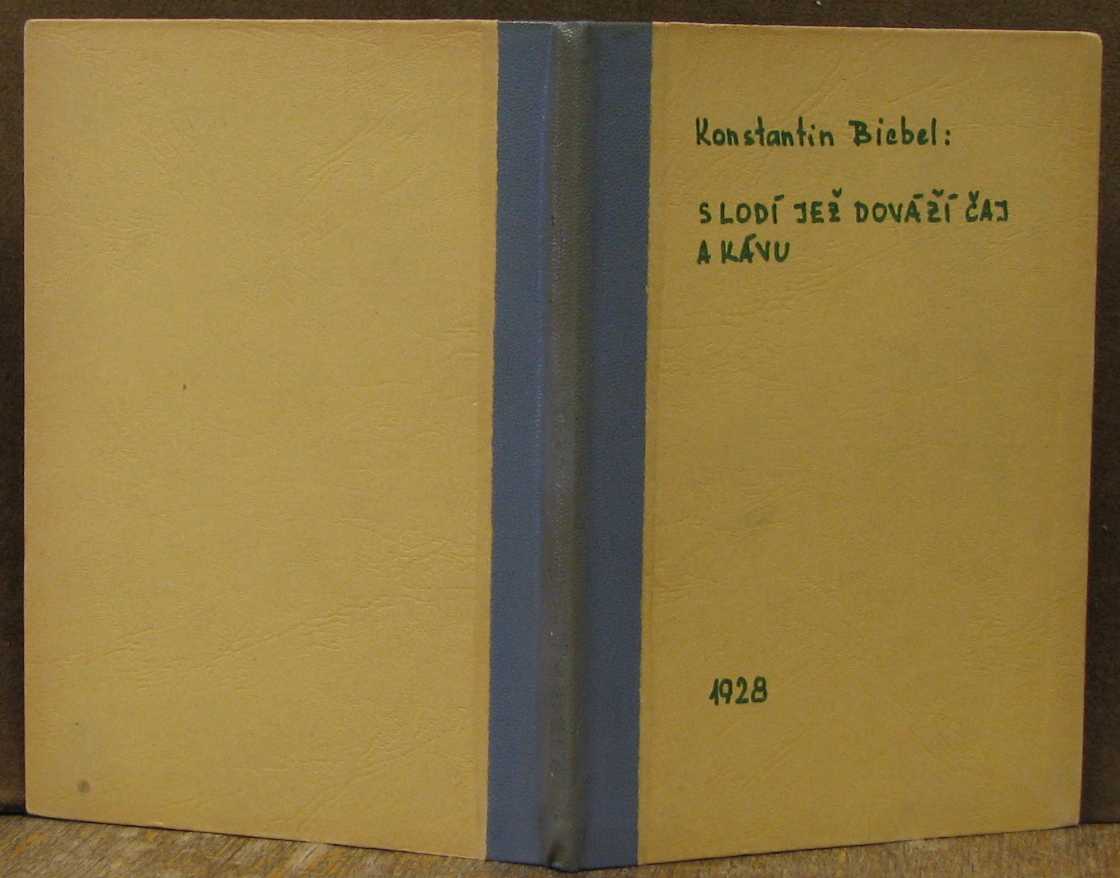 Konstantin Biebel:
S LODÍ JEŽ DOVÁŽÍ ČAJ
A KÁVU
1928